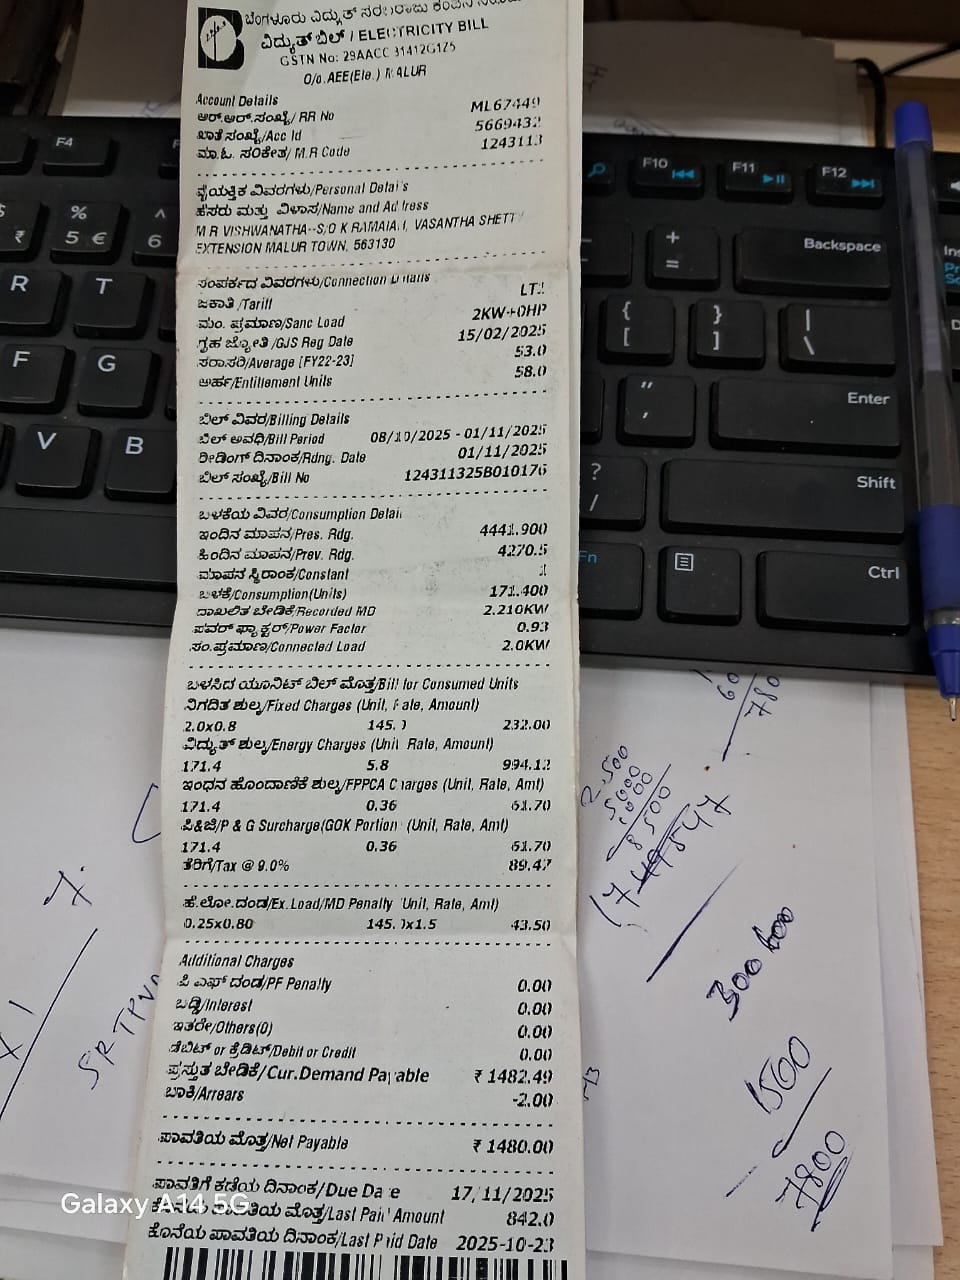 ಬೆಂಗಳೂರು ವಿದ್ಯುತ್
ವಿದ್ಯುತ್ ಬಿಲ್ / ELECTRICITY BILL
GSTN No: 29AACC
O/o. AEE(Ele.) MALUR
Account Details
ಆರ್.ಆರ್.ಸಂಖ್ಯೆ/ RR No ML67449
ಖಾತೆ ಸಂಖ್ಯೆ/Acc Id 5669432
ಮಾ.ಓ. ಸಂಕೇತ/ M.R Code 1243113
ವೈಯಕ್ತಿಕ ವಿವರಗಳು/Personal Details
ಹೆಸರು ಮತ್ತು ವಿಳಾಸ/Name and Address
M R VISHWANATHA--S/O K RAMAIAH, VASANTHA SHETTY
EXTENSION MALUR TOWN, 563130
ಸಂಪರ್ಕದ ವಿವರಗಳು/Connection Details
ಜಕಾತಿ /Tariff
ಮಂ. ಪ್ರಮಾಣ/Sanc Load 2KW+0HP
ಗೃಹ ಜ್ಯೋತಿ /GJS Reg Date 15/02/2025
ಸರಾಸರಿ/Average [FY22-23] 53.0
ಅರ್ಹ/Entitlement Units 58.0
ಬಿಲ್ ವಿವರ/Billing Details
ಬಿಲ್ ಅವಧಿ/Bill Period 08/10/2025 - 01/11/2025
ರೀಡಿಂಗ್ ದಿನಾಂಕ/Rdng. Date 01/11/2025
ಬಿಲ್ ಸಂಖ್ಯೆ/Bill No 124311325B010176
ಬಳಕೆಯ ವಿವರ/Consumption Detail
ಇಂದಿನ ಮಾಪನ/Pres. Rdg. 4441.900
ಹಿಂದಿನ ಮಾಪನ/Prev. Rdg. 4270.5
ಮಾಪನ ಸ್ಥಿರಾಂಕ/Constant 1
ಬಳಕೆ/Consumption(Units) 171.400
ದಾಖಲಿತ ಬೇಡಿಕೆ/Recorded MD 2.210KW
ಪವರ್ ಫ್ಯಾಕ್ಟರ್/Power Factor 0.93
ಸಂ.ಪ್ರಮಾಣ/Connected Load 2.0KW
ಬಳಸಿದ ಯೂನಿಟ್ ಬಿಲ್ ಮೊತ್ತ/Bill for Consumed Units
ನಿಗದಿತ ಶುಲ್ಕ/Fixed Charges (Unit, Rate, Amount)
2.0x0.8 145.0 232.00
ವಿದ್ಯುತ್ ಶುಲ್ಕ/Energy Charges (Unit Rate, Amount)
171.4 5.8 994.12
ಇಂಧನ ಹೊಂದಾಣಿಕೆ ಶುಲ್ಕ/FPPCA Charges (Unit, Rate, Amt)
171.4 0.36 61.70
ಪಿ&ಜಿ/P & G Surcharge(GOK Portion) (Unit, Rate, Amt)
171.4 0.36 61.70
ತೆರಿಗೆ/Tax @ 9.0% 89.47
ಹೆ.ಲೋ.ದಂಡ/Ex.Load/MD Penalty (Unit, Rate, Amt)
0.25x0.80 145.0x1.5 43.50
Additional Charges
ಪಿ ಎಫ್ ದಂಡ/PF Penalty 0.00
ಬಡ್ಡಿ/Interest 0.00
ಇತರೇ/Others(0) 0.00
ಡೆಬಿಟ್ or ಕ್ರೆಡಿಟ್/Debit or Credit 0.00
ಪ್ರಸ್ತುತ ಬೇಡಿಕೆ/Cur.Demand Payable ₹ 1482.49
ಬಾಕಿ/Arrears -2.00
ಪಾವತಿಯ ಮೊತ್ತ/Net Payable ₹ 1480.00
ಪಾವತಿಗೆ ಕಡೆಯ ದಿನಾಂಕ/Due Date 17/11/2025
ಪಾವತಿಯ ಮೊತ್ತ/Last Paid Amount 842.0
ಕೊನೆಯ ಪಾವತಿಯ ದಿನಾಂಕ/Last Paid Date 2025-10-23
Galaxy A14 5G
F4
F10 F11 F12
$ ₹ % 5 € ^ 6
+ = Backspace
R T
{ [ } ] | \
F G
" ' Enter
V B
? / Shift
Fn Ctrl
780
2,500
5000
1000
8500
1500
7800